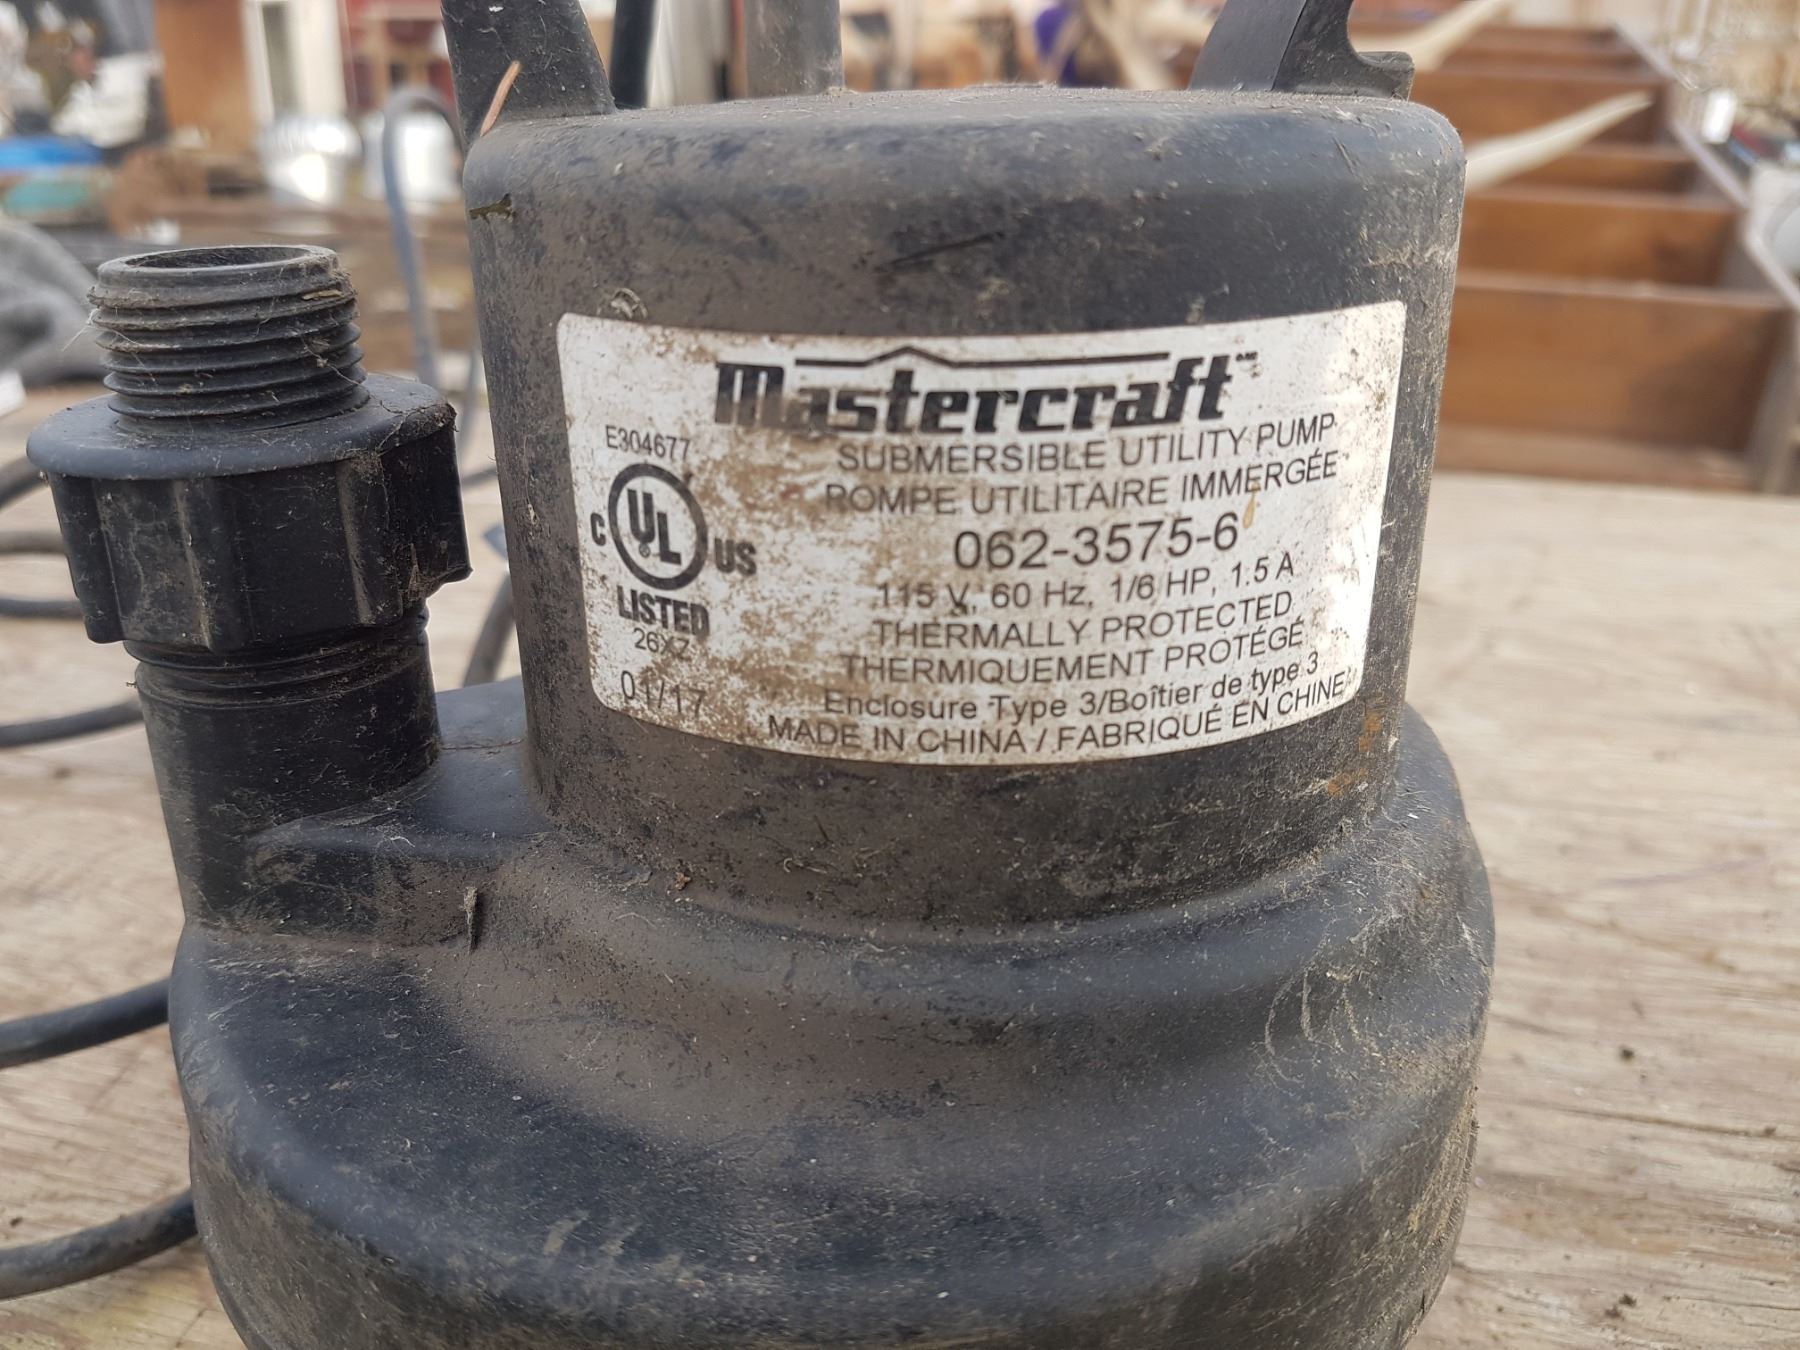 Mastercraft™
SUBMERSIBLE UTILITY PUMP
POMPE UTILITAIRE IMMERGÉE
062-3575-6
115 V, 60 Hz, 1/6 HP, 1.5 A
THERMALLY PROTECTED
THERMIQUEMENT PROTÉGÉ
Enclosure Type 3/Boîtier de type 3
MADE IN CHINA / FABRIQUÉ EN CHINE
E304677
C UL® US
LISTED
26XZ
01/17